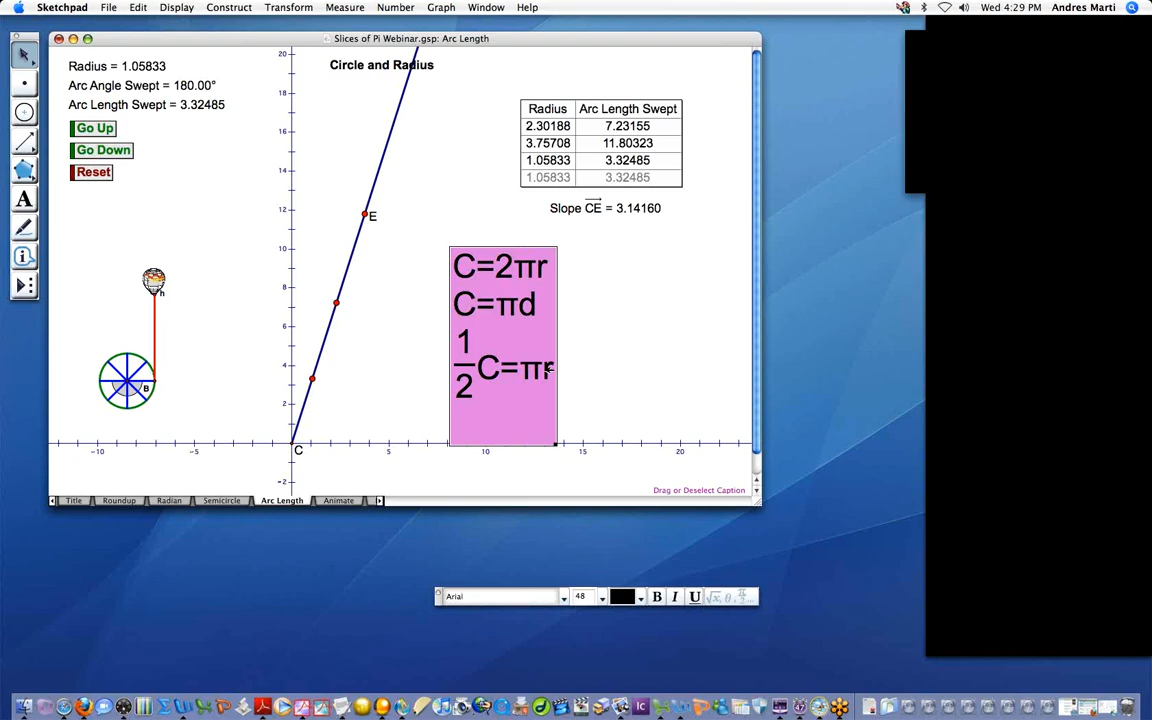 Sketchpad File Edit Display Construct Transform Measure Number Graph Window Help Wed 4:29 PM Andres Marti
Slices of Pi Webinar.gsp: Arc Length
Radius = 1.05833
Arc Angle Swept = 180.00°
Arc Length Swept = 3.32485
Go Up
Go Down
Reset
Circle and Radius
Radius Arc Length Swept
2.30188 7.23155
3.75708 11.80323
1.05833 3.32485
1.05833 3.32485
Slope CE = 3.14160
C=2πr
C=πd
1/2 C=πr
20
18
16
14
12
10
8
6
4
2
-2
-10 -5 5 10 15 20
E
C
h
B
A
Drag or Deselect Caption
Title Roundup Radian Semicircle Arc Length Animate
Arial 48 B I U